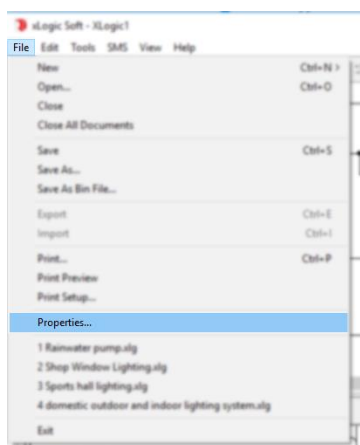 xLogic Soft - XLogic1
File Edit Tools SMS View Help
New Ctrl+N >
Open... Ctrl+O
Close
Close All Documents
Save Ctrl+S
Save As...
Save As Bin File...
Export Ctrl+E
Import Ctrl+I
Print... Ctrl+P
Print Preview
Print Setup...
Properties...
1 Rainwater pump.xlg
2 Shop Window Lighting.xlg
3 Sports hall lighting.xlg
4 domestic outdoor and indoor lighting system.xlg
Exit